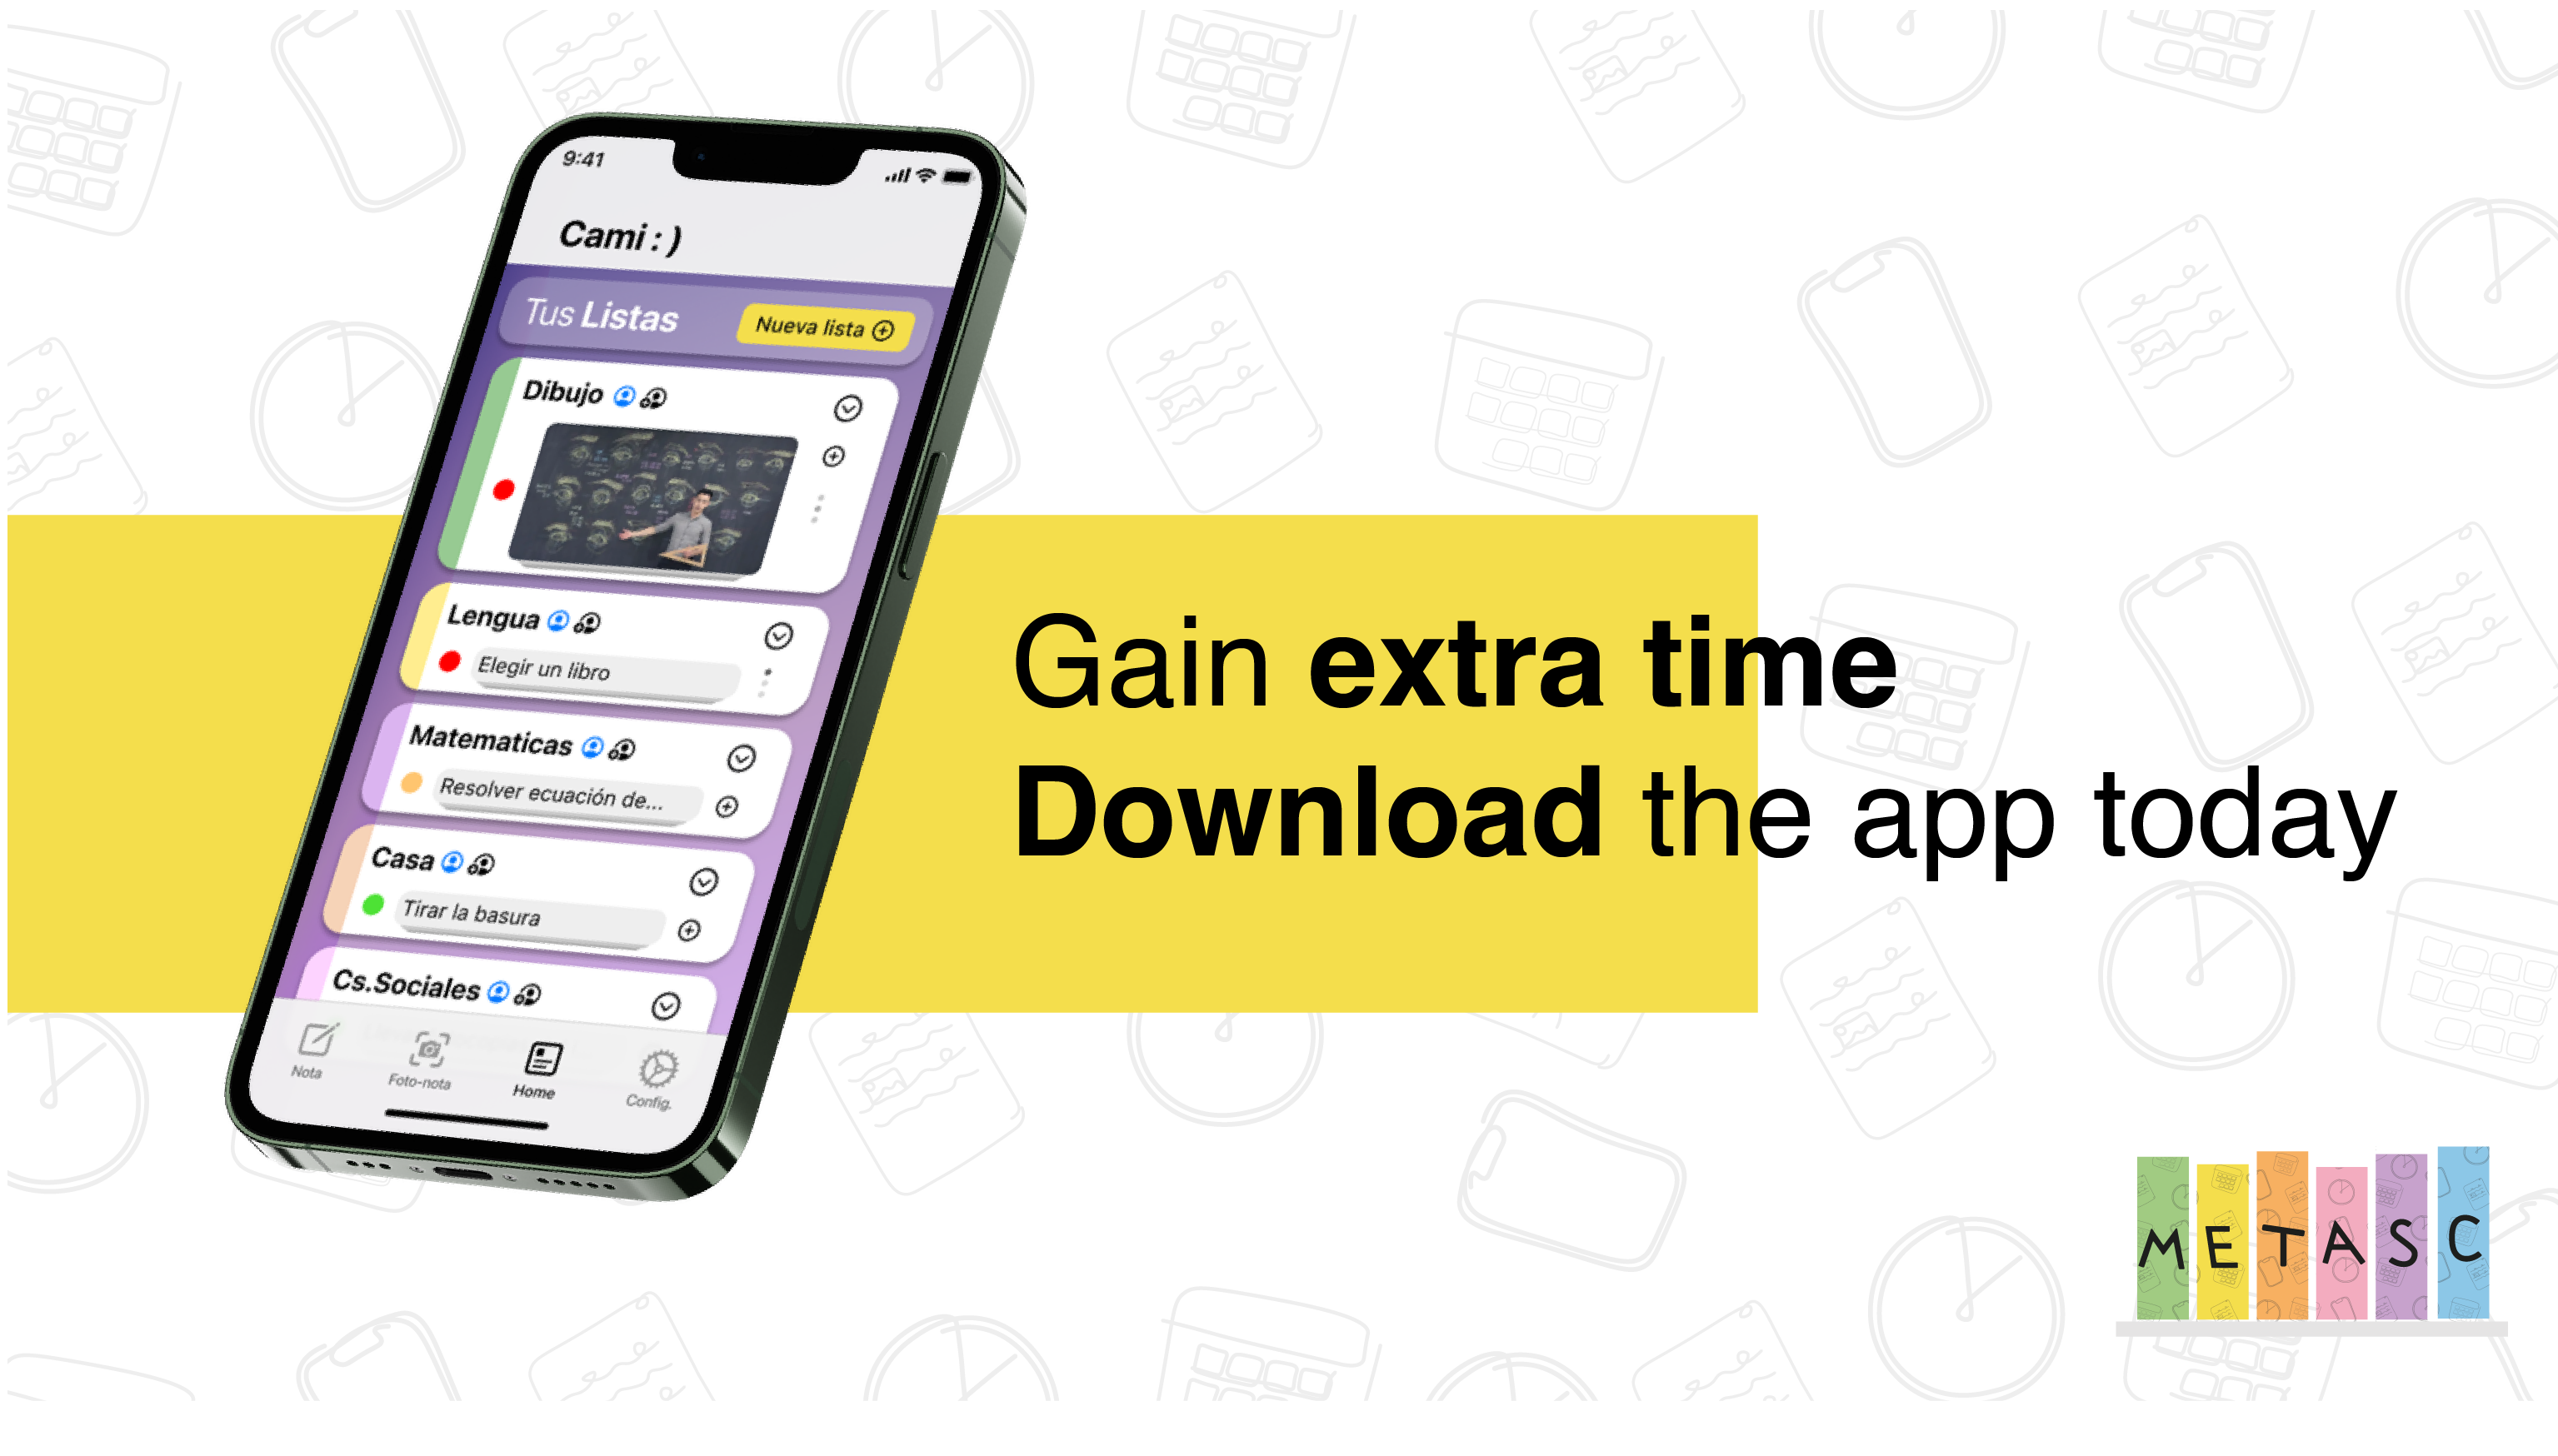 9:41
Cami : )
Tus Listas
Nueva lista
Dibujo
Lengua
Elegir un libro
Matematicas
Resolver ecuación de...
Casa
Tirar la basura
Cs.Sociales
Nota
Foto-nota
Home
Config.
Gain extra time
Download the app today
METASC